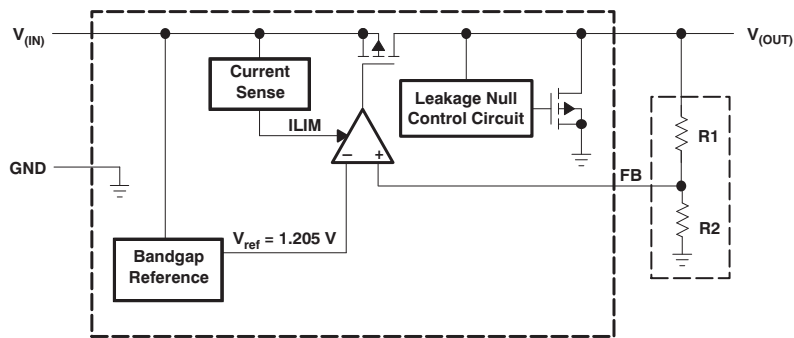 V(IN)
V(OUT)
Current
Sense
Leakage Null
Control Circuit
R1
ILIM
– +
GND
FB
R2
Vref = 1.205 V
Bandgap
Reference